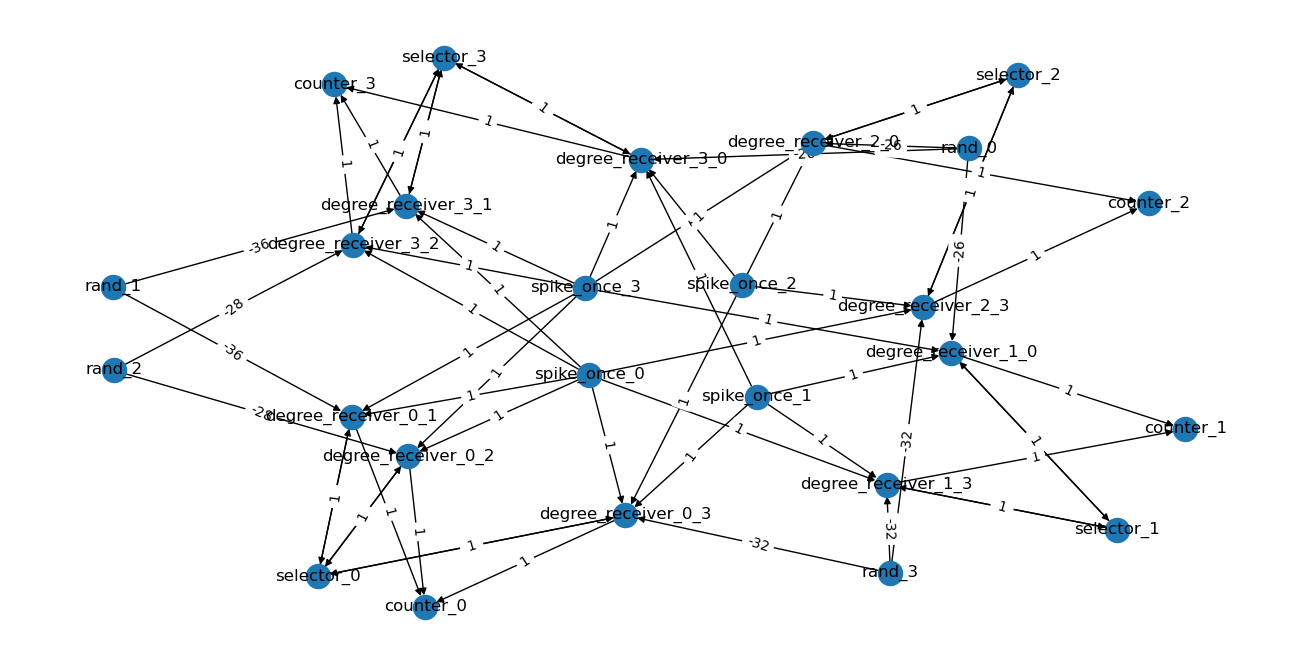 selector_3
selector_2
counter_3
1
1
1
degree_receiver_2_0
-26
rand_0
1
1
1
degree_receiver_3_0
-26
1
1
1
degree_receiver_3_1
counter_2
1
1
1
degree_receiver_3_2
-36
1
-26
1
1
rand_1
spike_once_3
spike_once_2
1
1
1
degree_receiver_2_3
-28
1
1
1
-36
1
degree_receiver_1_0
rand_2
spike_once_0
1
1
1
spike_once_1
1
1
-28
degree_receiver_0_1
1
1
counter_1
1
1
1
-32
1
degree_receiver_0_2
1
1
degree_receiver_1_3
1
1
1
1
degree_receiver_0_3
1
-32
selector_1
1
1
-32
selector_0
rand_3
counter_0